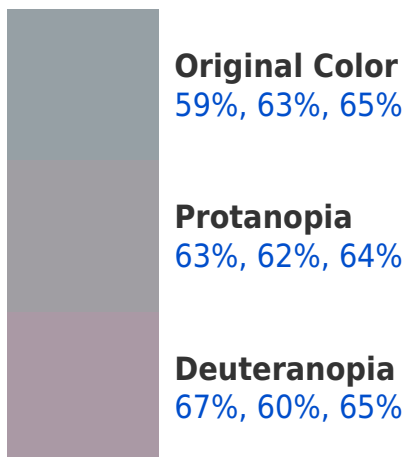 Original Color
59%, 63%, 65%
Protanopia
63%, 62%, 64%
Deuteranopia
67%, 60%, 65%